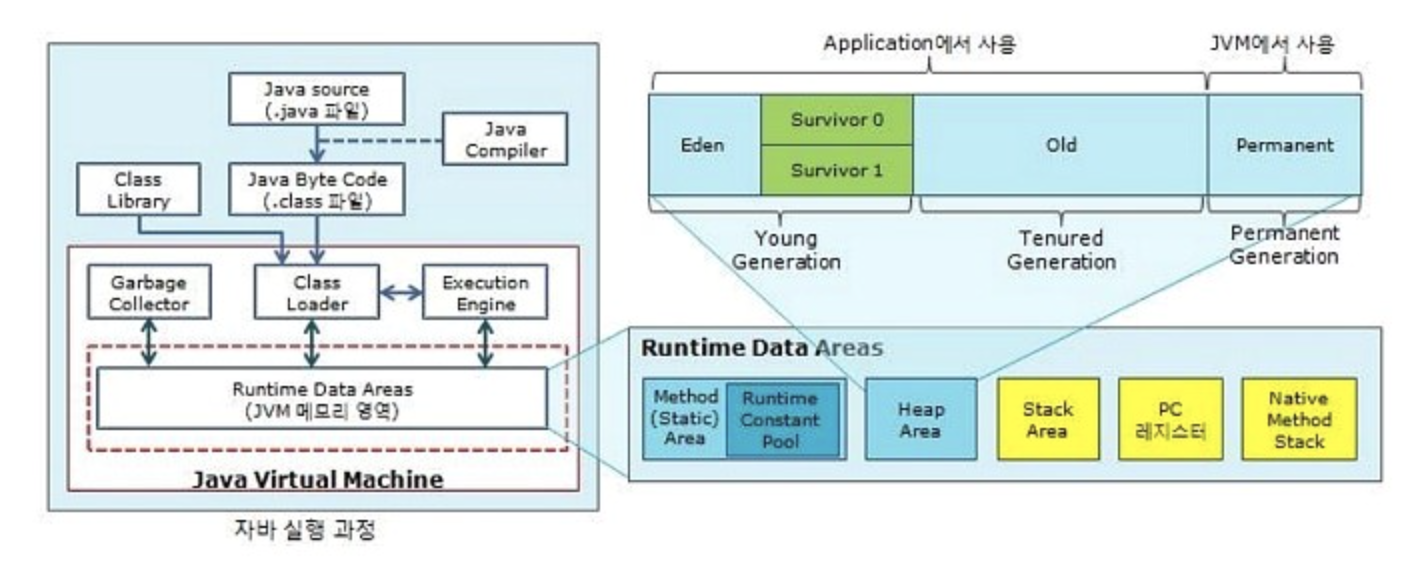 Java source
(.java 파일)
Java
Compiler
Class
Library
Java Byte Code
(.class 파일)
Garbage
Collector
Class
Loader
Execution
Engine
Runtime Data Areas
(JVM 메모리 영역)
Java Virtual Machine
자바 실행 과정
Application에서 사용
JVM에서 사용
Eden
Survivor 0
Survivor 1
Old
Permanent
Young
Generation
Tenured
Generation
Permanent
Generation
Runtime Data Areas
Method
(Static)
Area
Runtime
Constant
Pool
Heap
Area
Stack
Area
PC
레지스터
Native
Method
Stack